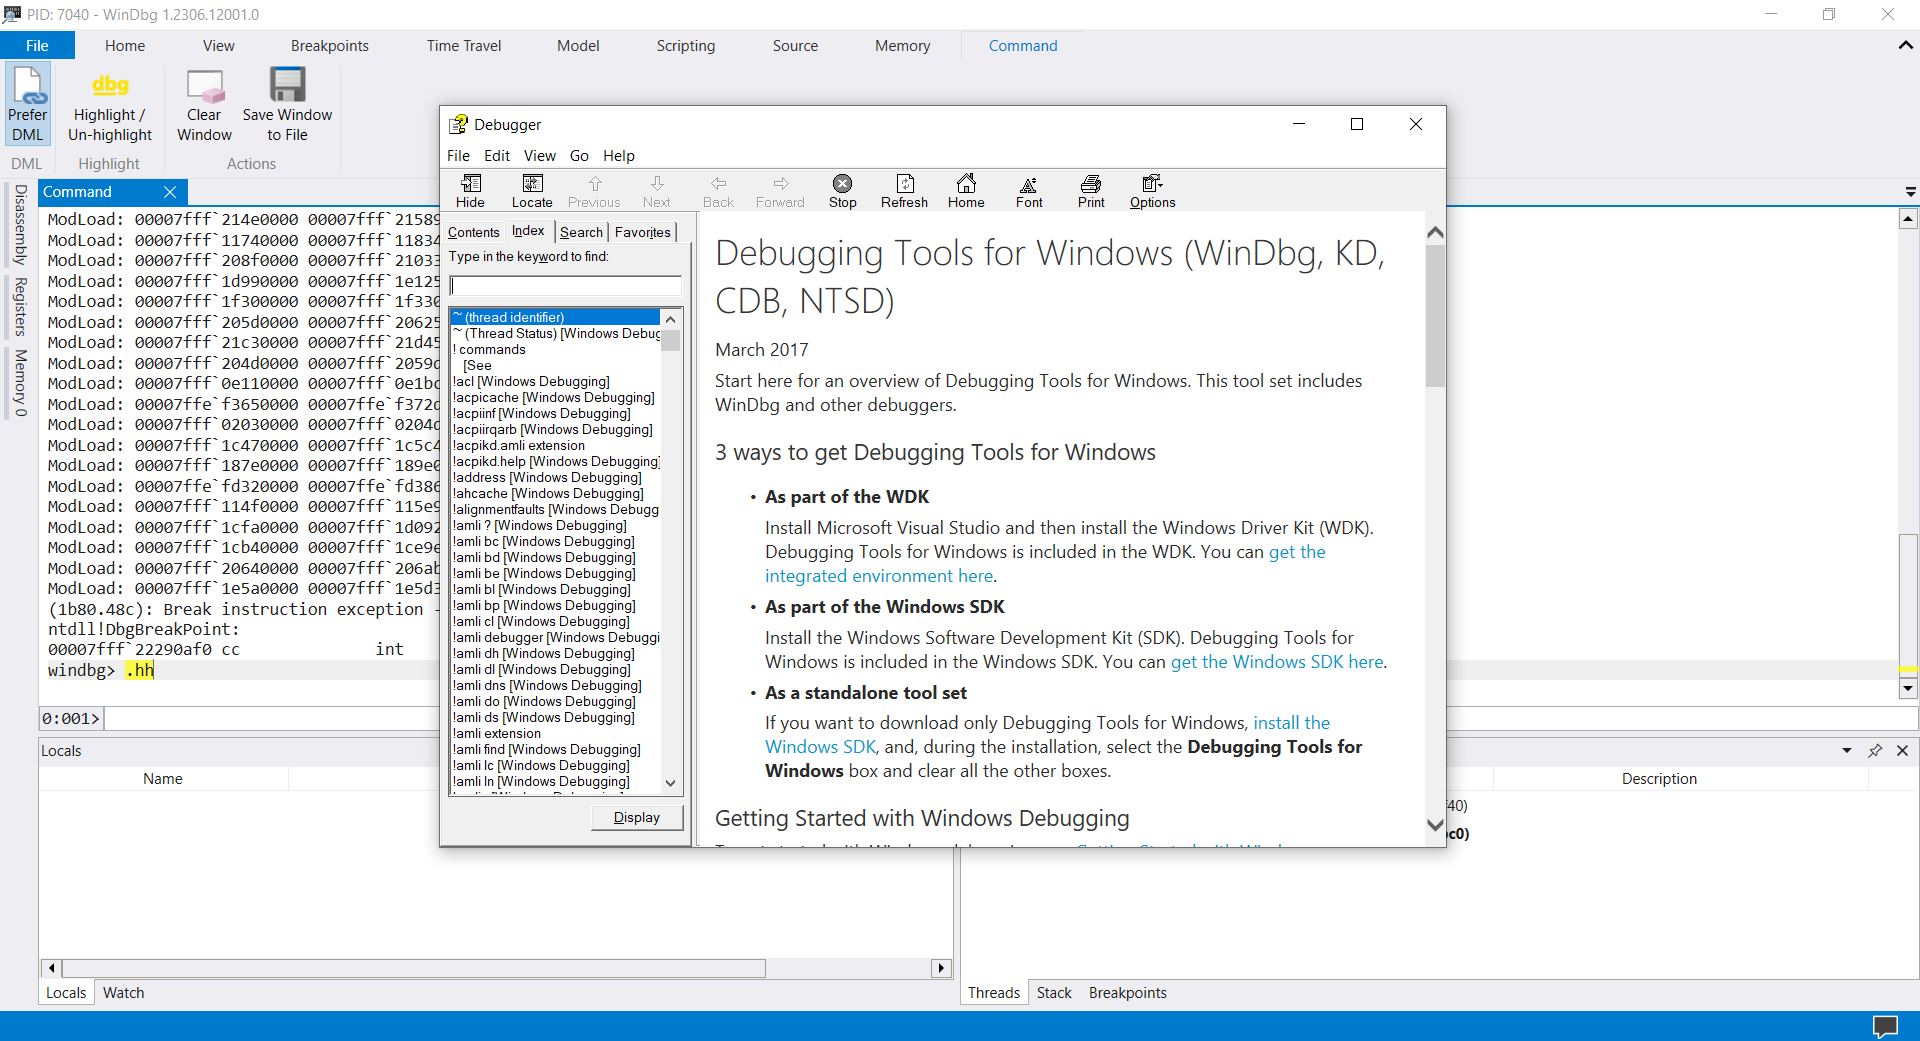 PID: 7040 - WinDbg 1.2306.12001.0
File Home View Breakpoints Time Travel Model Scripting Source Memory Command
Prefer
DML
dbg
Highlight /
Un-highlight
Clear
Window
Save Window
to File
DML Highlight Actions
Disassembly
Registers
Memory 0
Command
ModLoad: 00007fff`214e0000 00007fff`21589
ModLoad: 00007fff`11740000 00007fff`11834
ModLoad: 00007fff`208f0000 00007fff`21033
ModLoad: 00007fff`1d990000 00007fff`1e125
ModLoad: 00007fff`1f300000 00007fff`1f330
ModLoad: 00007fff`205d0000 00007fff`20625
ModLoad: 00007fff`21c30000 00007fff`21d45
ModLoad: 00007fff`204d0000 00007fff`2059d
ModLoad: 00007fff`0e110000 00007fff`0e1bc
ModLoad: 00007ffe`f3650000 00007ffe`f372c
ModLoad: 00007fff`02030000 00007fff`0204c
ModLoad: 00007fff`1c470000 00007fff`1c5c4
ModLoad: 00007fff`187e0000 00007fff`189e0
ModLoad: 00007ffe`fd320000 00007ffe`fd386
ModLoad: 00007fff`114f0000 00007fff`115e9
ModLoad: 00007fff`1cfa0000 00007fff`1d092
ModLoad: 00007fff`1cb40000 00007fff`1ce9e
ModLoad: 00007fff`20640000 00007fff`206ab
ModLoad: 00007fff`1e5a0000 00007fff`1e5d3
(1b80.48c): Break instruction exception -
ntdll!DbgBreakPoint:
00007fff`22290af0 cc int
windbg> .hh
0:001>
Debugger
File Edit View Go Help
Hide Locate Previous Next Back Forward Stop Refresh Home Font Print Options
Contents Index Search Favorites
Type in the keyword to find:
~ (thread identifier)
~ (Thread Status) [Windows Debug
! commands
[See
!acl [Windows Debugging]
!acpicache [Windows Debugging]
!acpiinf [Windows Debugging]
!acpiirqarb [Windows Debugging]
!acpikd.amli extension
!acpikd.help [Windows Debugging]
!address [Windows Debugging]
!ahcache [Windows Debugging]
!alignmentfaults [Windows Debugg
!amli ? [Windows Debugging]
!amli bc [Windows Debugging]
!amli bd [Windows Debugging]
!amli be [Windows Debugging]
!amli bl [Windows Debugging]
!amli bp [Windows Debugging]
!amli cl [Windows Debugging]
!amli debugger [Windows Debuggi
!amli dh [Windows Debugging]
!amli dl [Windows Debugging]
!amli dns [Windows Debugging]
!amli do [Windows Debugging]
!amli ds [Windows Debugging]
!amli extension
!amli find [Windows Debugging]
!amli lc [Windows Debugging]
!amli ln [Windows Debugging]
Display
Debugging Tools for Windows (WinDbg, KD,
CDB, NTSD)
March 2017
Start here for an overview of Debugging Tools for Windows. This tool set includes
WinDbg and other debuggers.
3 ways to get Debugging Tools for Windows
• As part of the WDK
Install Microsoft Visual Studio and then install the Windows Driver Kit (WDK).
Debugging Tools for Windows is included in the WDK. You can get the
integrated environment here.
• As part of the Windows SDK
Install the Windows Software Development Kit (SDK). Debugging Tools for
Windows is included in the Windows SDK. You can get the Windows SDK here.
• As a standalone tool set
If you want to download only Debugging Tools for Windows, install the
Windows SDK, and, during the installation, select the Debugging Tools for
Windows box and clear all the other boxes.
Getting Started with Windows Debugging
Locals
Name
Locals Watch
Description
40)
c0)
Threads Stack Breakpoints